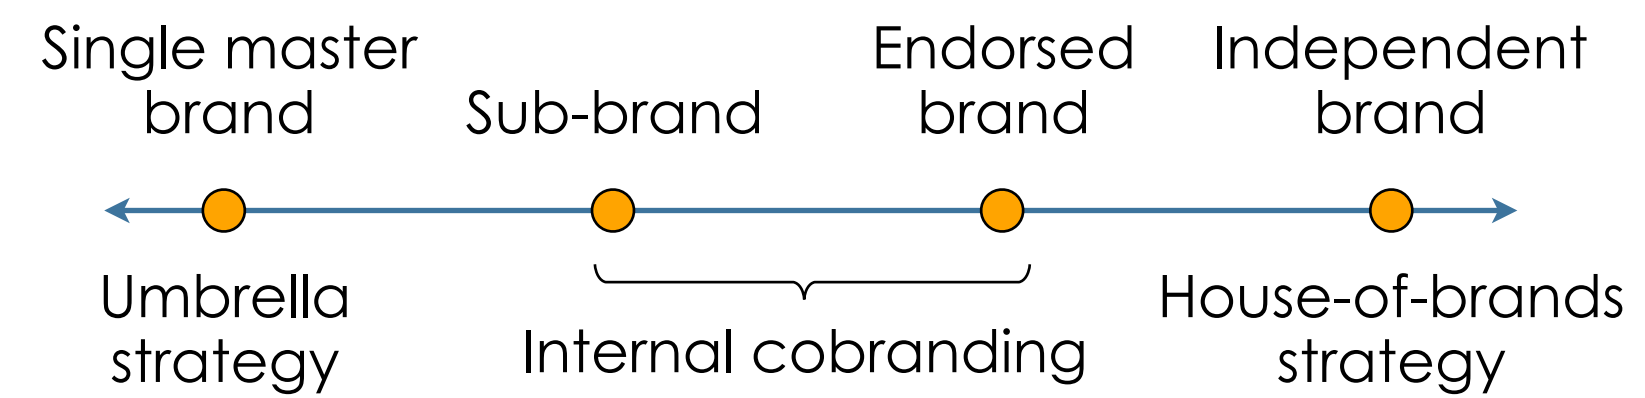 Single master
brand
Sub-brand
Endorsed
brand
Independent
brand
Umbrella
strategy
Internal cobranding
House-of-brands
strategy